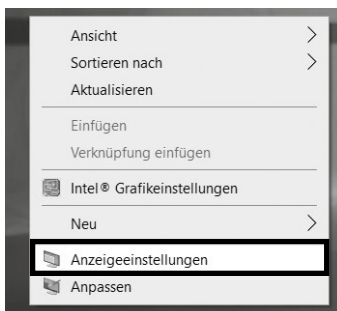 Ansicht
Sortieren nach
Aktualisieren
Einfügen
Verknüpfung einfügen
Intel® Grafikeinstellungen
Neu
Anzeigeeinstellungen
Anpassen